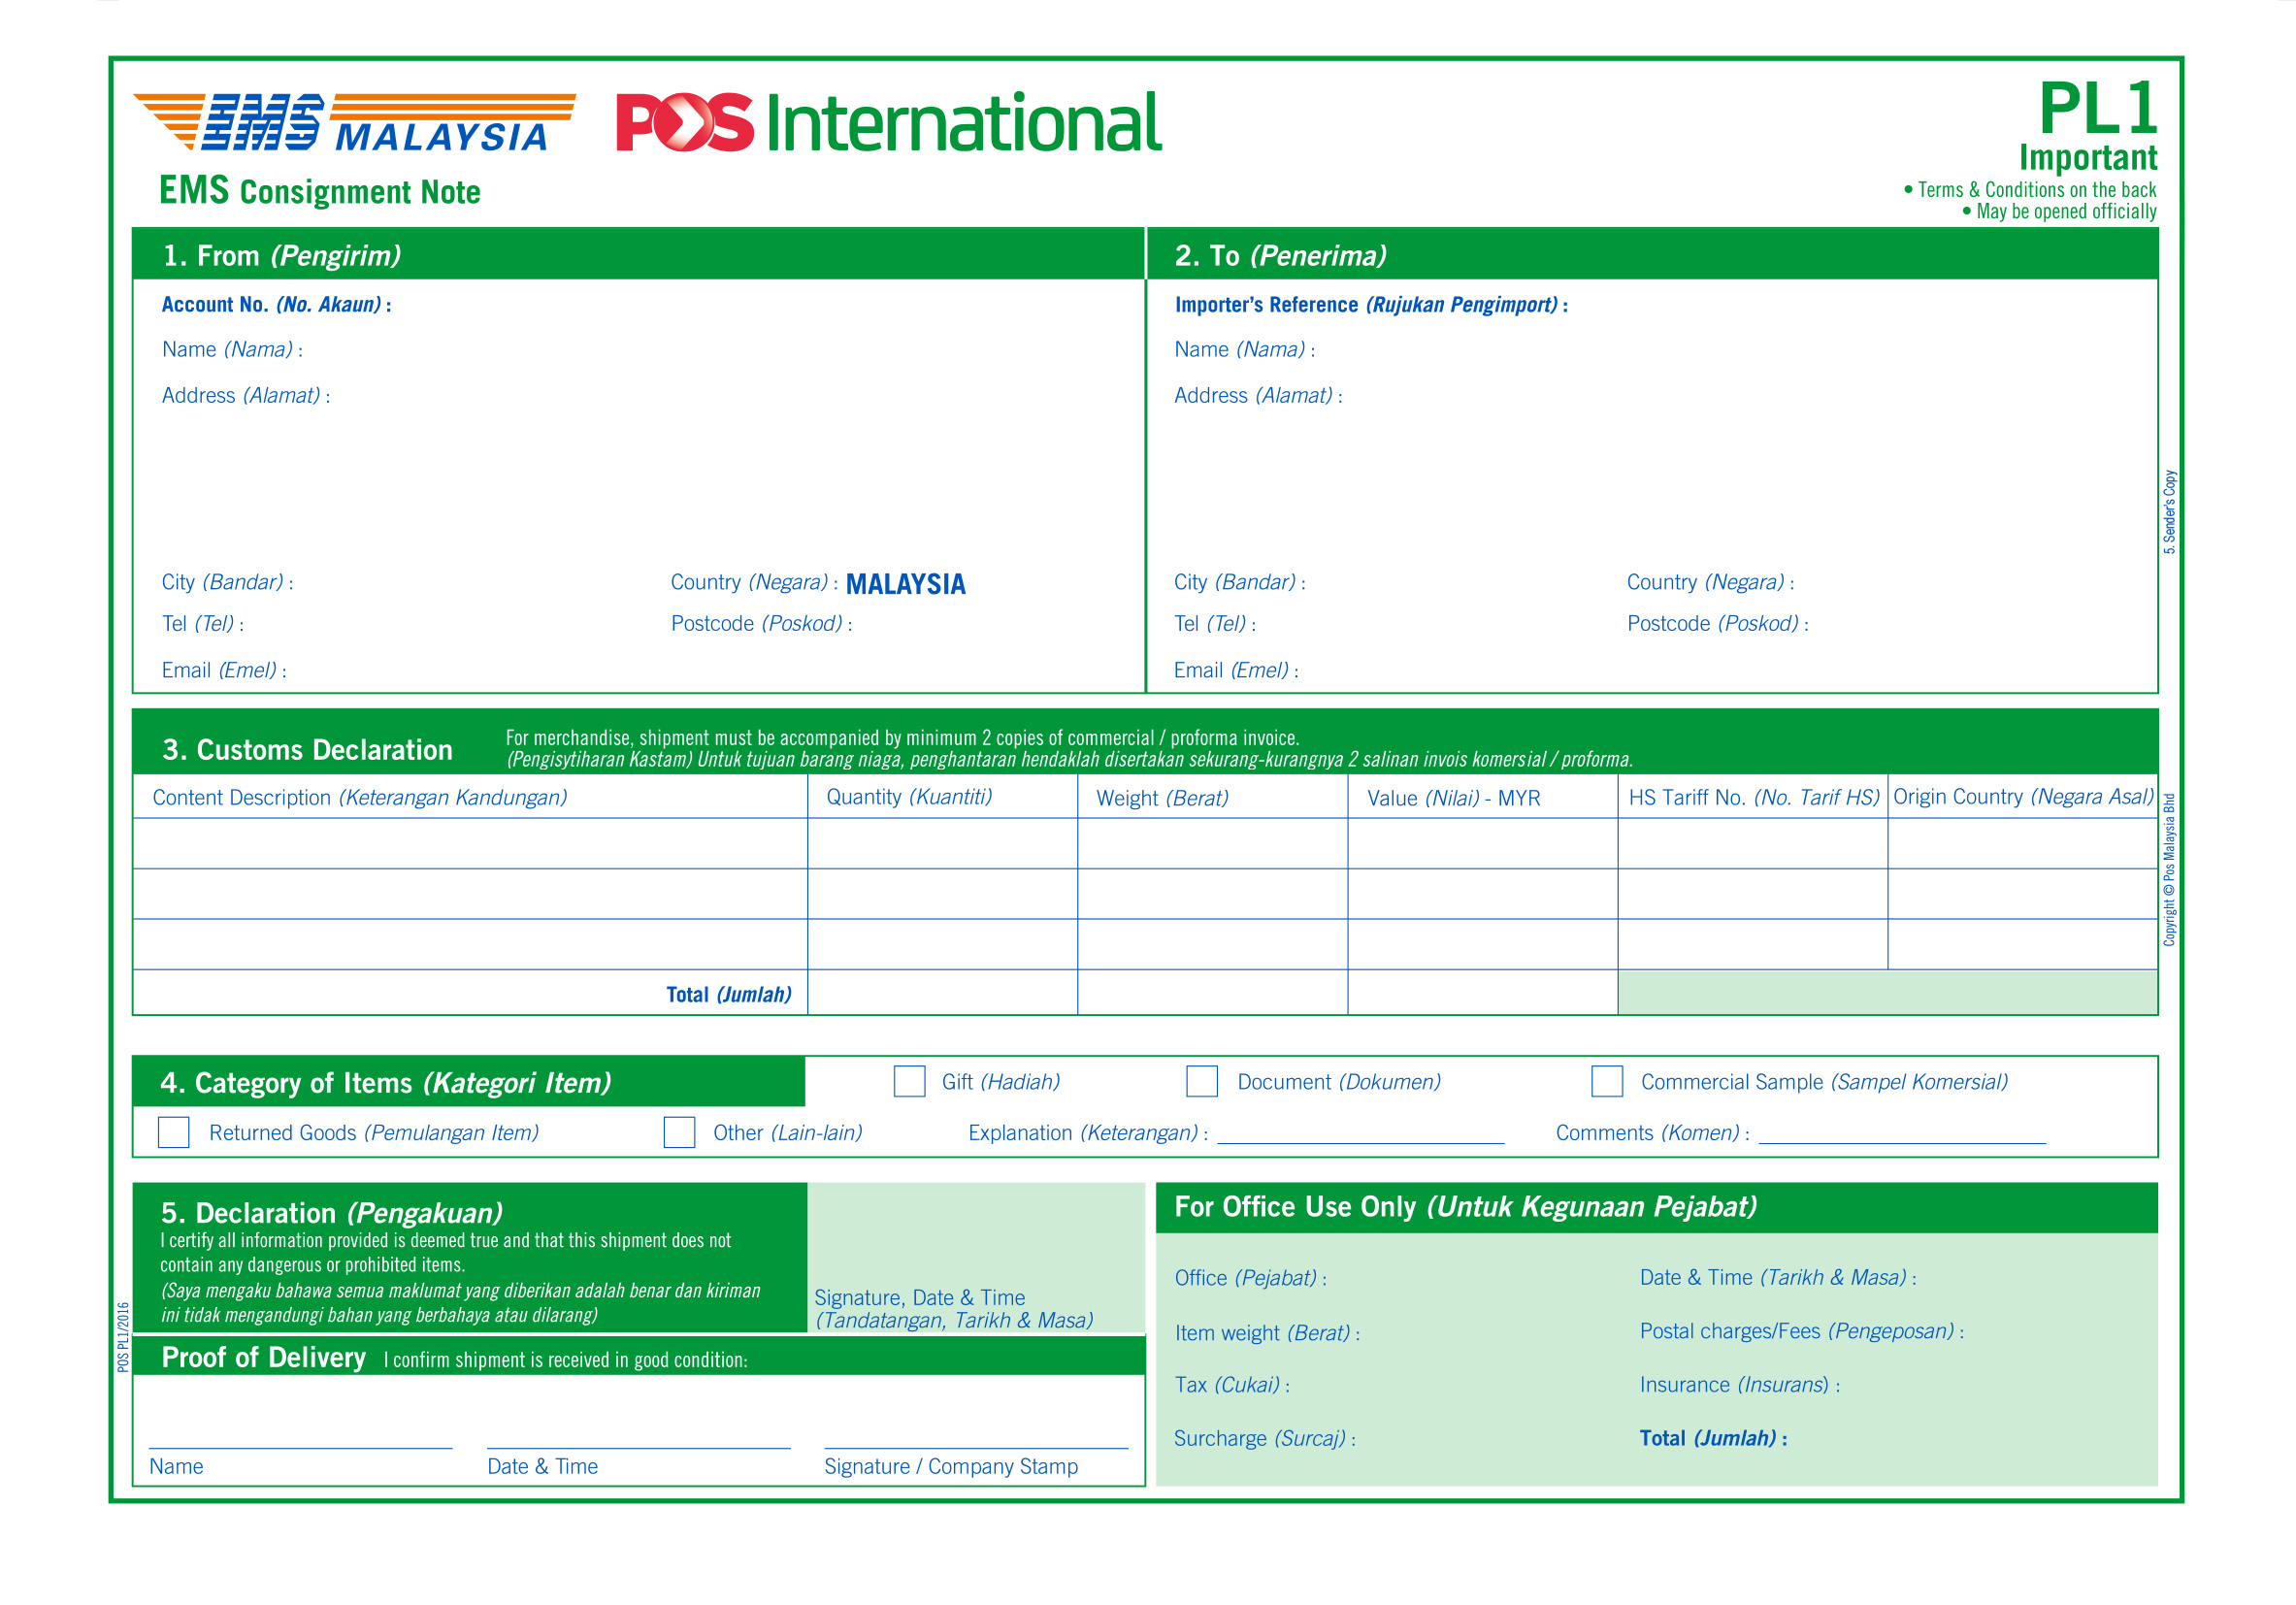 EMS MALAYSIA
POS International
PL1
Important
EMS Consignment Note
• Terms & Conditions on the back
• May be opened officially
1. From (Pengirim)
Account No. (No. Akaun) :
Name (Nama) :
Address (Alamat) :
City (Bandar) :
Country (Negara) : MALAYSIA
Tel (Tel) :
Postcode (Poskod) :
Email (Emel) :
2. To (Penerima)
Importer's Reference (Rujukan Pengimport) :
Name (Nama) :
Address (Alamat) :
City (Bandar) :
Country (Negara) :
Tel (Tel) :
Postcode (Poskod) :
Email (Emel) :
5. Sender's Copy
3. Customs Declaration
For merchandise, shipment must be accompanied by minimum 2 copies of commercial / proforma invoice.
(Pengisytiharan Kastam) Untuk tujuan barang niaga, penghantaran hendaklah disertakan sekurang-kurangnya 2 salinan invois komersial / proforma.
Content Description (Keterangan Kandungan)
Quantity (Kuantiti)
Weight (Berat)
Value (Nilai) - MYR
HS Tariff No. (No. Tarif HS)
Origin Country (Negara Asal)
Total (Jumlah)
Copyright © Pos Malaysia Bhd
4. Category of Items (Kategori Item)
Gift (Hadiah)
Document (Dokumen)
Commercial Sample (Sampel Komersial)
Returned Goods (Pemulangan Item)
Other (Lain-lain)
Explanation (Keterangan) :
Comments (Komen) :
5. Declaration (Pengakuan)
I certify all information provided is deemed true and that this shipment does not
contain any dangerous or prohibited items.
(Saya mengaku bahawa semua maklumat yang diberikan adalah benar dan kiriman
ini tidak mengandungi bahan yang berbahaya atau dilarang)
Signature, Date & Time
(Tandatangan, Tarikh & Masa)
Proof of Delivery I confirm shipment is received in good condition:
Name
Date & Time
Signature / Company Stamp
POS PL1/2016
For Office Use Only (Untuk Kegunaan Pejabat)
Office (Pejabat) :
Date & Time (Tarikh & Masa) :
Item weight (Berat) :
Postal charges/Fees (Pengeposan) :
Tax (Cukai) :
Insurance (Insurans) :
Surcharge (Surcaj) :
Total (Jumlah) :